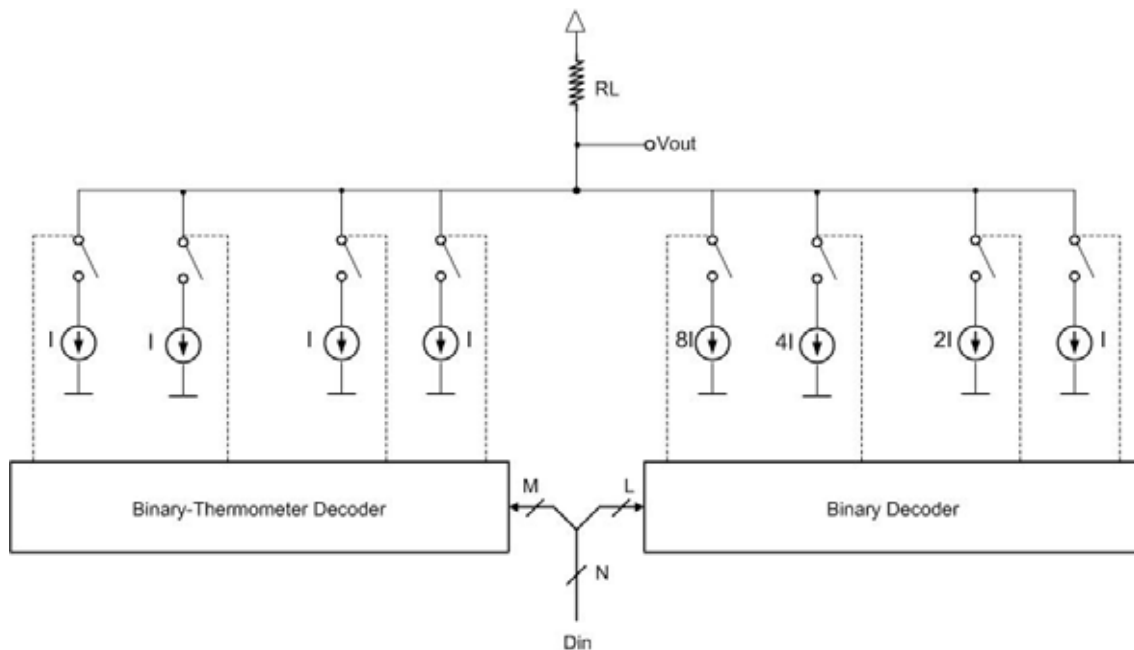 RL
Vout
I I I I 8I 4I 2I I
M L
Binary-Thermometer Decoder Binary Decoder
N
Din